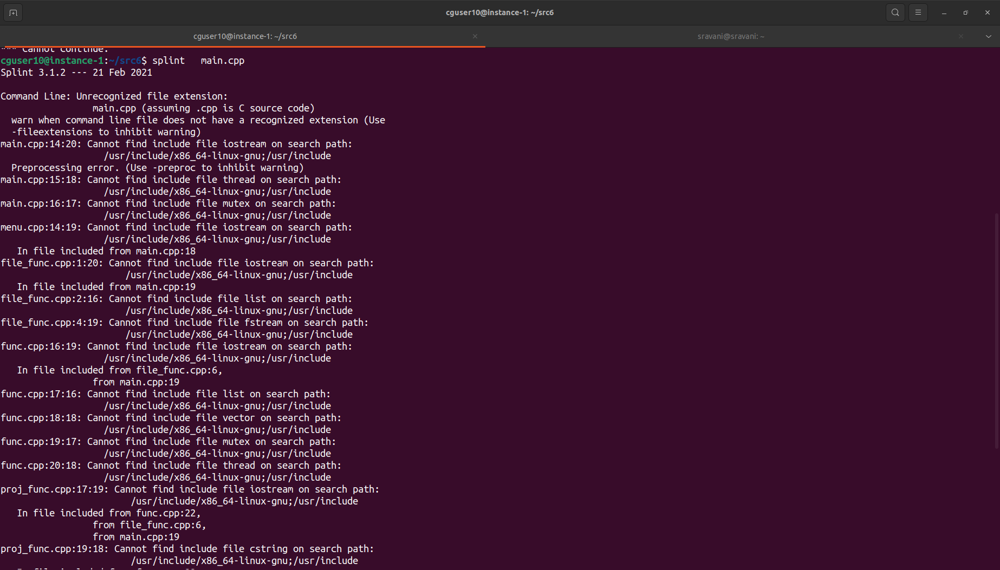 cguser10@instance-1: ~/src6
cguser10@instance-1: ~/src6
sravani@sravani: ~
*** Cannot continue.
cguser10@instance-1:~/src6$ splint   main.cpp
Splint 3.1.2 --- 21 Feb 2021
Command Line: Unrecognized file extension:
main.cpp (assuming .cpp is C source code)
warn when command line file does not have a recognized extension (Use
-fileextensions to inhibit warning)
main.cpp:14:20: Cannot find include file iostream on search path:
/usr/include/x86_64-linux-gnu;/usr/include
Preprocessing error. (Use -preproc to inhibit warning)
main.cpp:15:18: Cannot find include file thread on search path:
/usr/include/x86_64-linux-gnu;/usr/include
main.cpp:16:17: Cannot find include file mutex on search path:
/usr/include/x86_64-linux-gnu;/usr/include
menu.cpp:14:19: Cannot find include file iostream on search path:
/usr/include/x86_64-linux-gnu;/usr/include
In file included from main.cpp:18
file_func.cpp:1:20: Cannot find include file iostream on search path:
/usr/include/x86_64-linux-gnu;/usr/include
In file included from main.cpp:19
file_func.cpp:2:16: Cannot find include file list on search path:
/usr/include/x86_64-linux-gnu;/usr/include
file_func.cpp:4:19: Cannot find include file fstream on search path:
/usr/include/x86_64-linux-gnu;/usr/include
func.cpp:16:19: Cannot find include file iostream on search path:
/usr/include/x86_64-linux-gnu;/usr/include
In file included from file_func.cpp:6,
from main.cpp:19
func.cpp:17:16: Cannot find include file list on search path:
/usr/include/x86_64-linux-gnu;/usr/include
func.cpp:18:18: Cannot find include file vector on search path:
/usr/include/x86_64-linux-gnu;/usr/include
func.cpp:19:17: Cannot find include file mutex on search path:
/usr/include/x86_64-linux-gnu;/usr/include
func.cpp:20:18: Cannot find include file thread on search path:
/usr/include/x86_64-linux-gnu;/usr/include
proj_func.cpp:17:19: Cannot find include file iostream on search path:
/usr/include/x86_64-linux-gnu;/usr/include
In file included from func.cpp:22,
from file_func.cpp:6,
from main.cpp:19
proj_func.cpp:19:18: Cannot find include file cstring on search path:
/usr/include/x86_64-linux-gnu;/usr/include